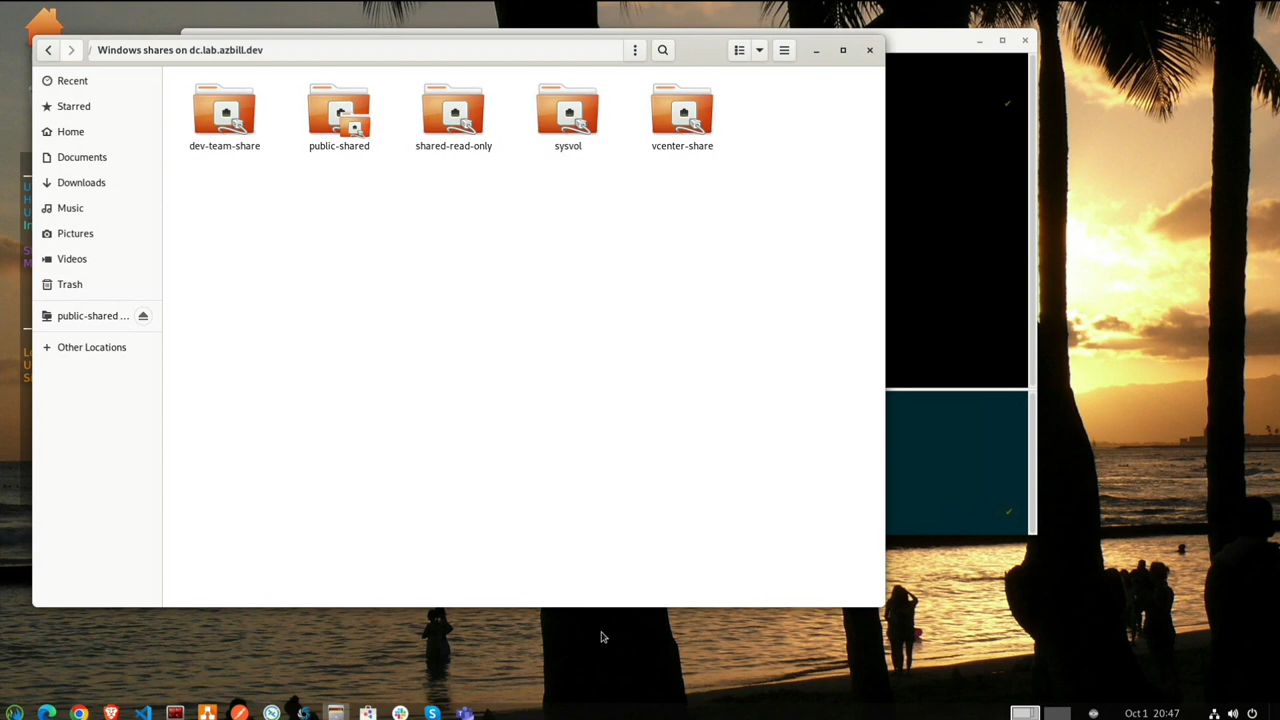 / Windows shares on dc.lab.azbill.dev
Recent
Starred
Home
Documents
Downloads
Music
Pictures
Videos
Trash
public-shared ...
Other Locations
dev-team-share
public-shared
shared-read-only
sysvol
vcenter-share
Oct 1 20:47